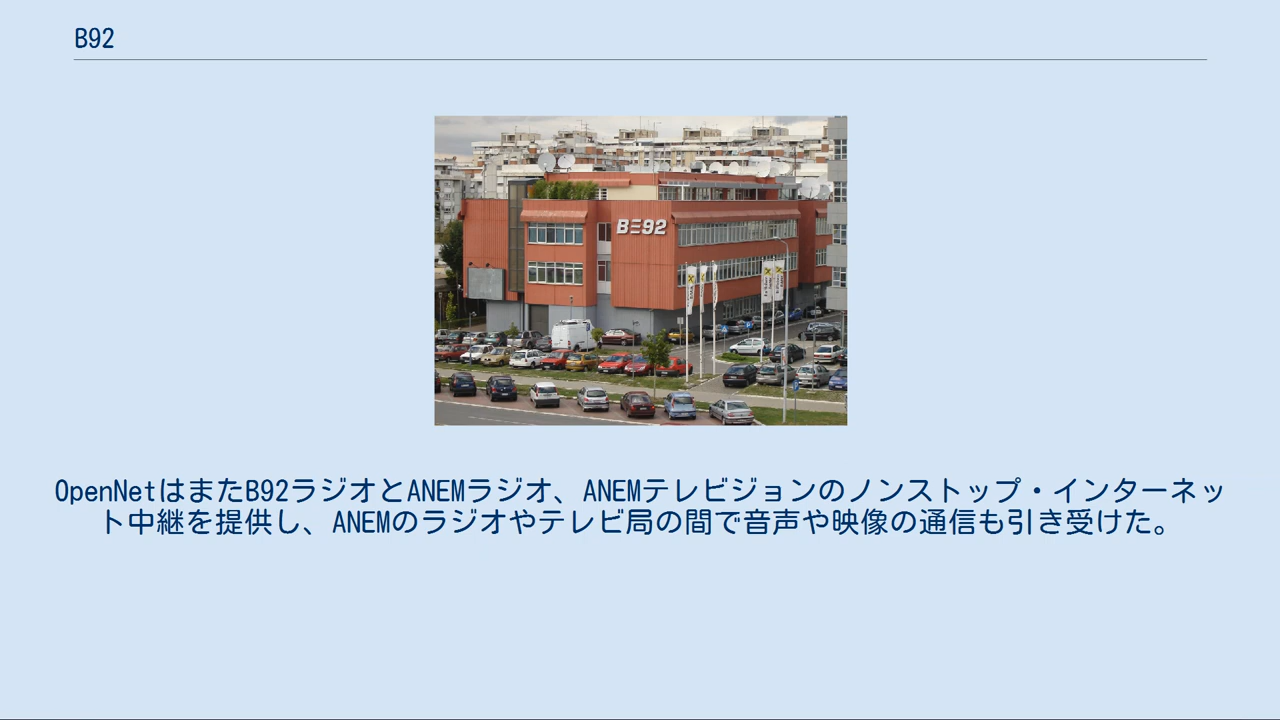 B92
B92
OpenNetはまたB92ラジオとANEMラジオ、ANEMテレビジョンのノンストップ・インターネッ
ト中継を提供し、ANEMのラジオやテレビ局の間で音声や映像の通信も引き受けた。